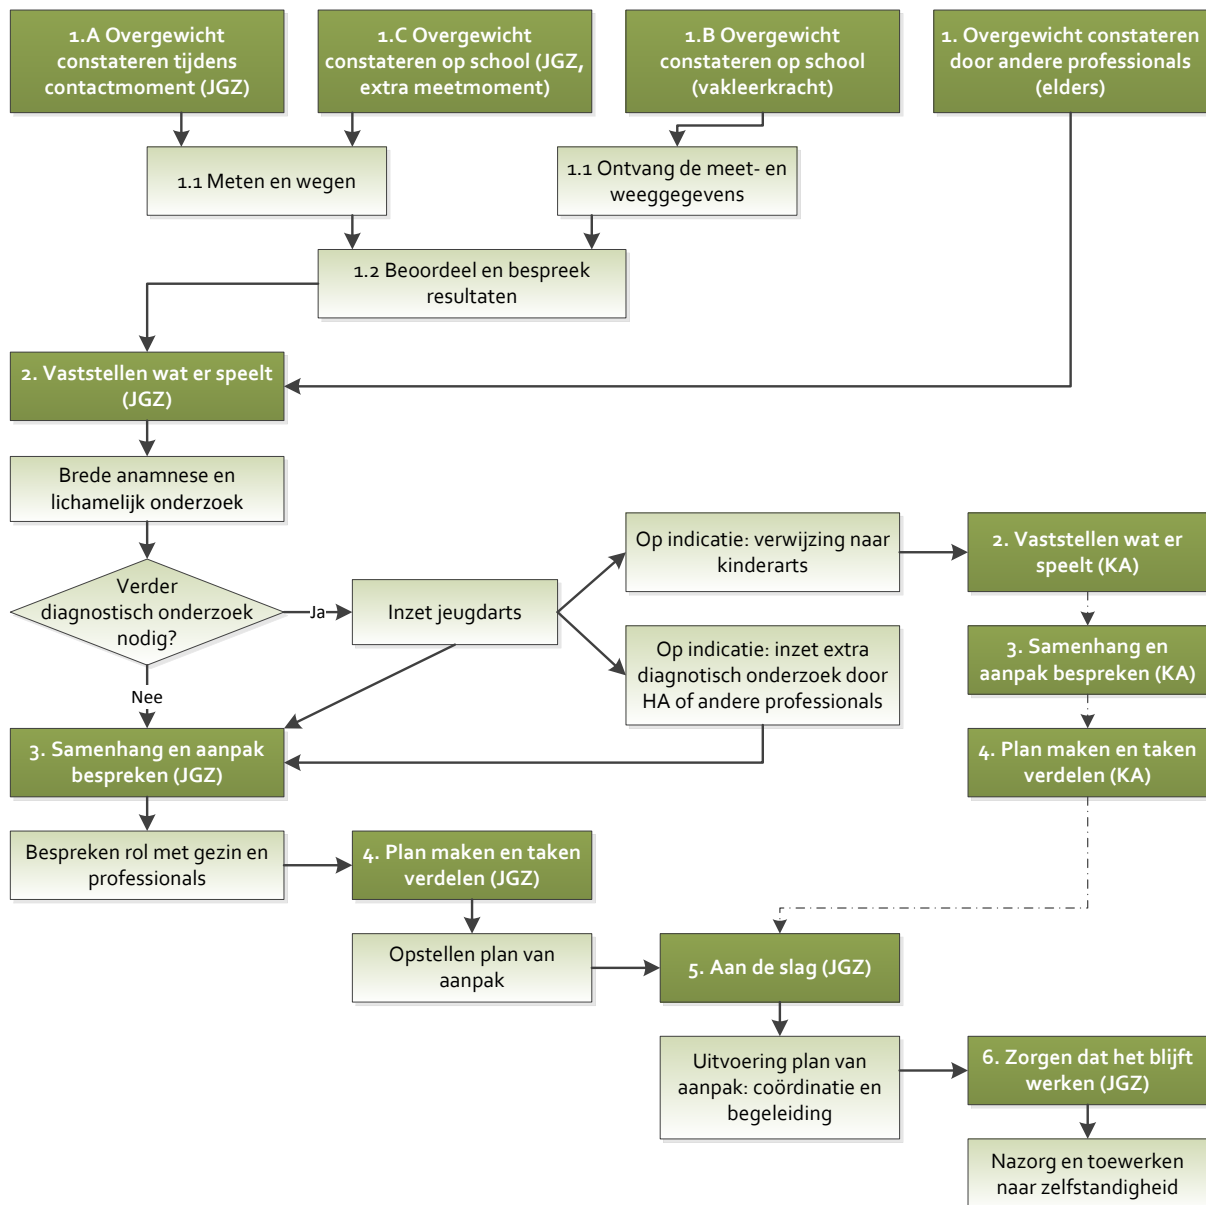 1.A Overgewicht
constateren tijdens
contactmoment (JGZ)
1.C Overgewicht
constateren op school (JGZ,
extra meetmoment)
1.B Overgewicht
constateren op school
(vakleerkracht)
1. Overgewicht constateren
door andere professionals
(elders)
1.1 Meten en wegen
1.1 Ontvang de meet- en
weeggegevens
1.2 Beoordeel en bespreek
resultaten
2. Vaststellen wat er speelt
(JGZ)
Brede anamnese en
lichamelijk onderzoek
Verder
diagnostisch onderzoek
nodig?
Ja
Inzet jeugdarts
Op indicatie: verwijzing naar
kinderarts
2. Vaststellen wat er
speelt (KA)
Op indicatie: inzet extra
diagnotisch onderzoek door
HA of andere professionals
3. Samenhang en
aanpak bespreken (KA)
Nee
3. Samenhang en aanpak
bespreken (JGZ)
4. Plan maken en taken
verdelen (KA)
Bespreken rol met gezin en
professionals
4. Plan maken en taken
verdelen (JGZ)
Opstellen plan van
aanpak
5. Aan de slag (JGZ)
Uitvoering plan van
aanpak: coördinatie en
begeleiding
6. Zorgen dat het blijft
werken (JGZ)
Nazorg en toewerken
naar zelfstandigheid